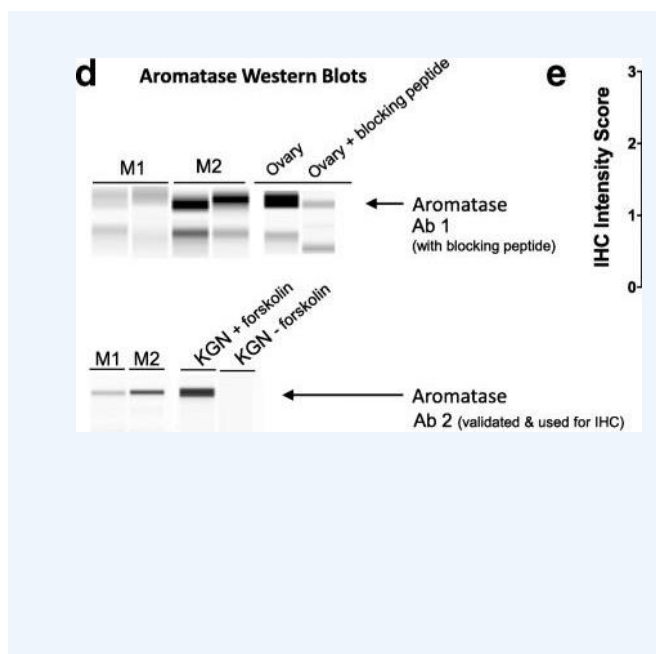 d
Aromatase Western Blots
M1
M2
Ovary
Ovary + blocking peptide
Aromatase
Ab 1
(with blocking peptide)
M1
M2
KGN + forskolin
KGN - forskolin
Aromatase
Ab 2 (validated & used for IHC)
e
IHC Intensity Score
3
2
1
0